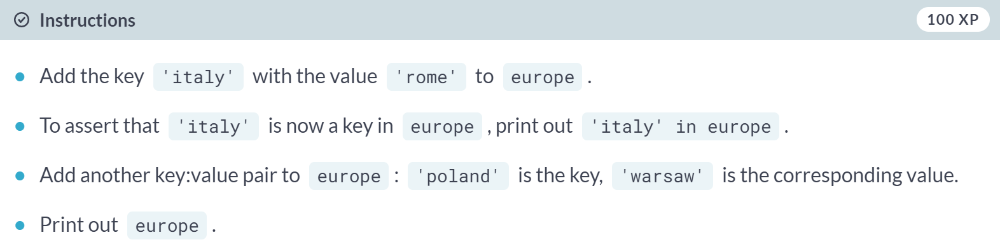 Instructions
100 XP
Add the key 'italy' with the value 'rome' to europe .
To assert that 'italy' is now a key in europe , print out 'italy' in europe .
Add another key:value pair to europe : 'poland' is the key, 'warsaw' is the corresponding value.
Print out europe .